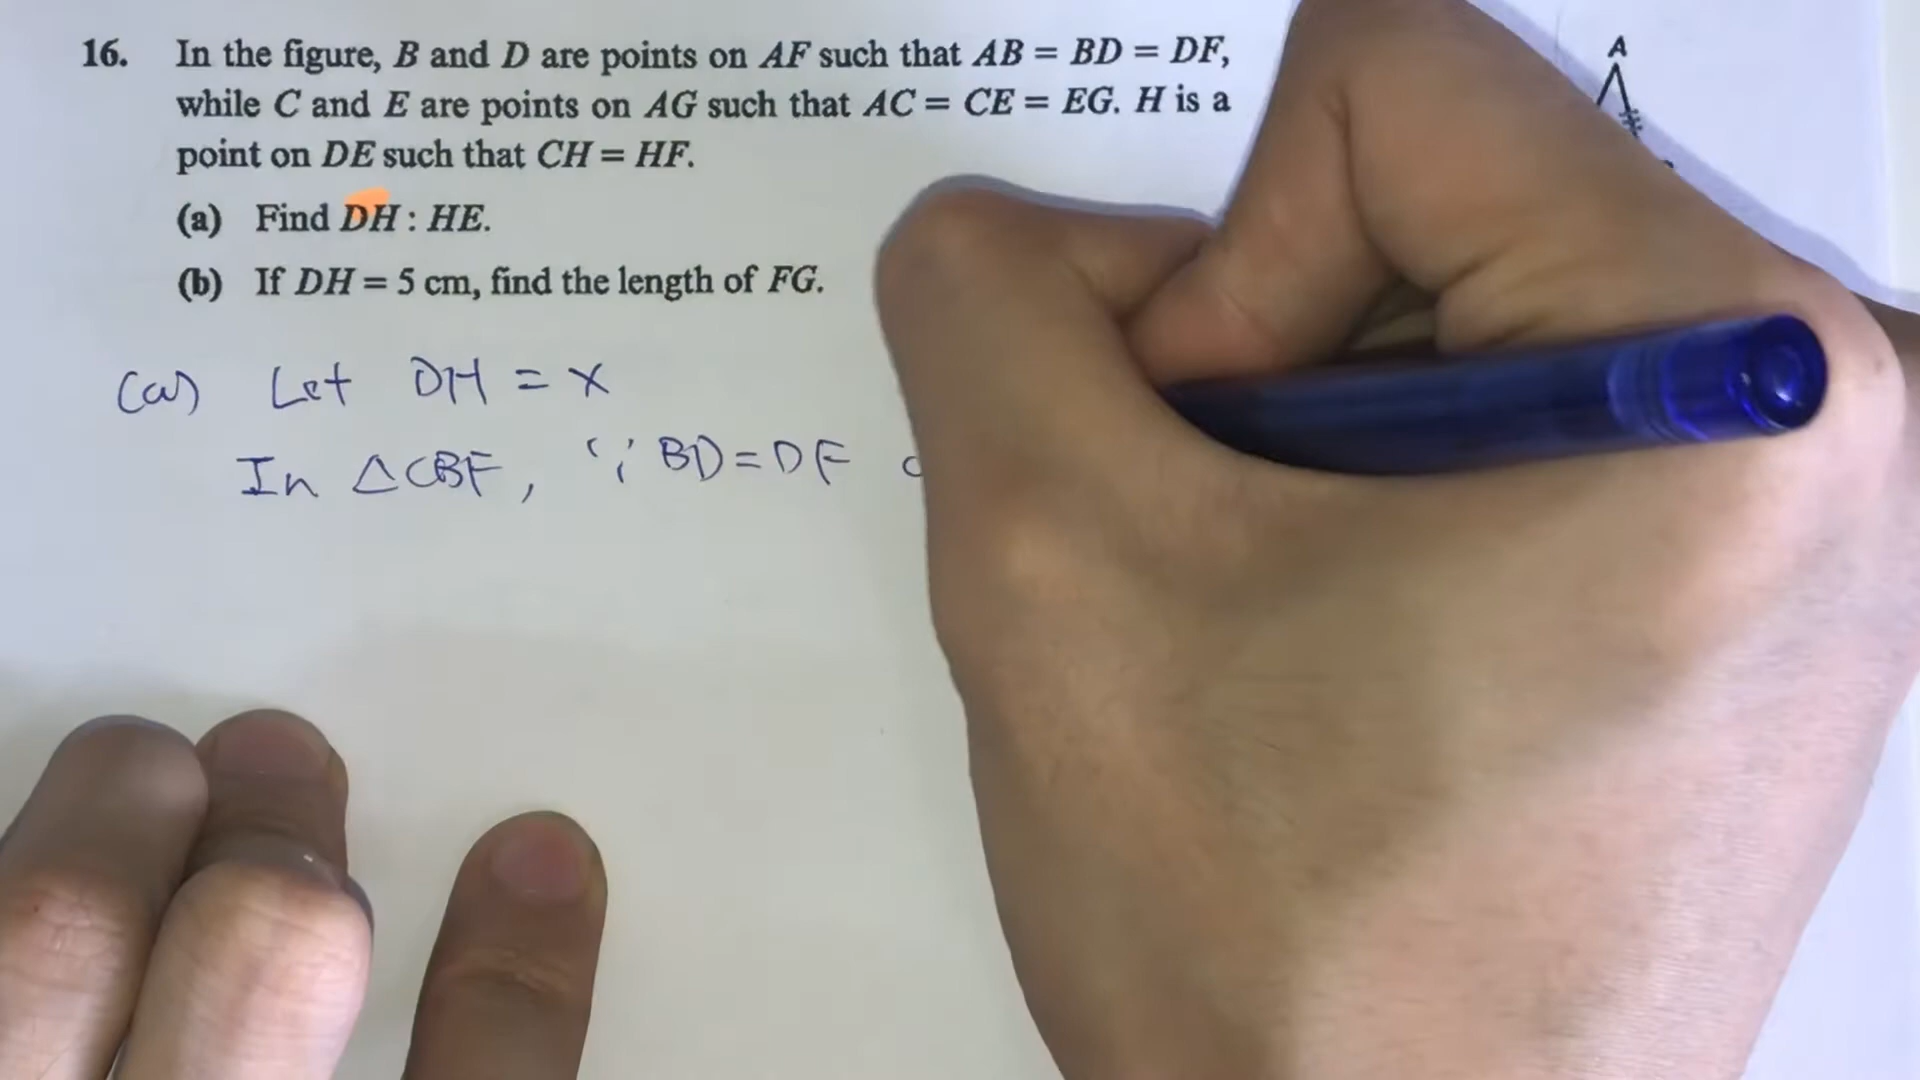 16. In the figure, B and D are points on AF such that AB = BD = DF,
while C and E are points on AG such that AC = CE = EG. H is a
point on DE such that CH = HF.
(a) Find DH : HE.
(b) If DH = 5 cm, find the length of FG.
A
(a) Let DH = x
In △CBF, ∵ BD = DF